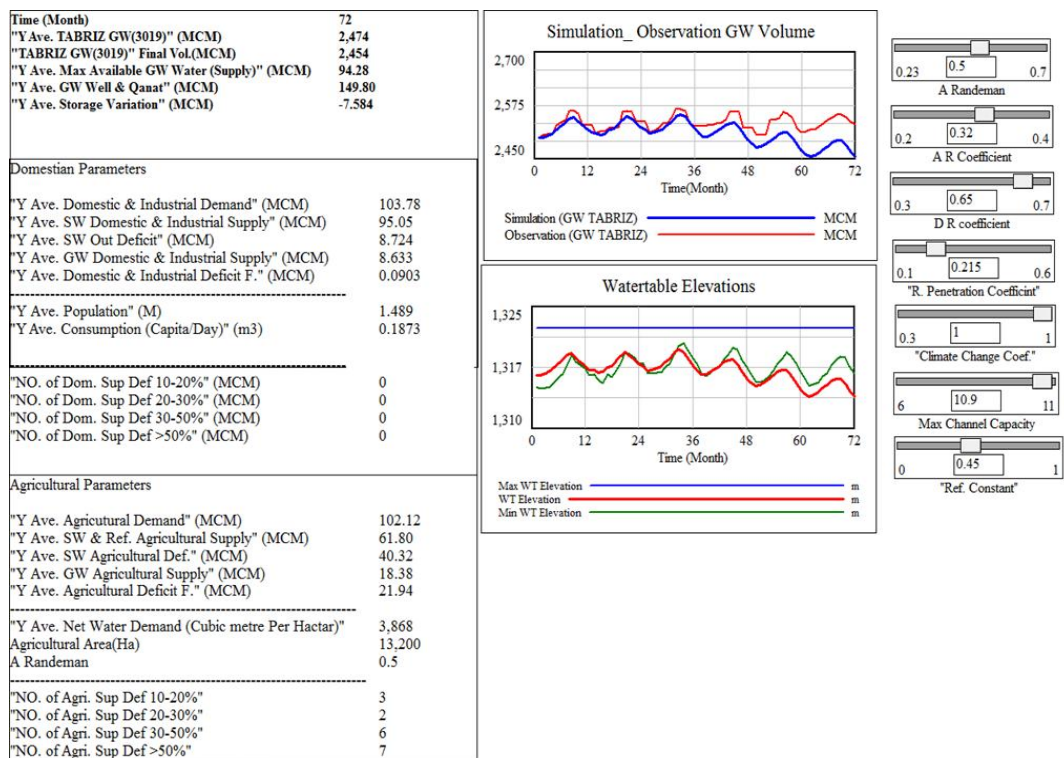 Time (Month) 72
"Y Ave. TABRIZ GW(3019)" (MCM) 2,474
"TABRIZ GW(3019)" Final Vol.(MCM) 2,454
"Y Ave. Max Available GW Water (Supply)" (MCM) 94.28
"Y Ave. GW Well & Qanat" (MCM) 149.80
"Y Ave. Storage Variation" (MCM) -7.584
Domestian Parameters
"Y Ave. Domestic & Industrial Demand" (MCM) 103.78
"Y Ave. SW Domestic & Industrial Supply" (MCM) 95.05
"Y Ave. SW Out Deficit" (MCM) 8.724
"Y Ave. GW Domestic & Industrial Supply" (MCM) 8.633
"Y Ave. Domestic & Industrial Deficit F." (MCM) 0.0903
"Y Ave. Population" (M) 1.489
"Y Ave. Consumption (Capita/Day)" (m3) 0.1873
"NO. of Dom. Sup Def 10-20%" (MCM) 0
"NO. of Dom. Sup Def 20-30%" (MCM) 0
"NO. of Dom. Sup Def 30-50%" (MCM) 0
"NO. of Dom. Sup Def >50%" (MCM) 0
Agricultural Parameters
"Y Ave. Agricutural Demand" (MCM) 102.12
"Y Ave. SW & Ref. Agricultural Supply" (MCM) 61.80
"Y Ave. SW Agricultural Def." (MCM) 40.32
"Y Ave. GW Agricultural Supply" (MCM) 18.38
"Y Ave. Agricultural Deficit F." (MCM) 21.94
"Y Ave. Net Water Demand (Cubic metre Per Hactar)" 3,868
Agricultural Area(Ha) 13,200
A Randeman 0.5
"NO. of Agri. Sup Def 10-20%" 3
"NO. of Agri. Sup Def 20-30%" 2
"NO. of Agri. Sup Def 30-50%" 6
"NO. of Agri. Sup Def >50%" 7
Simulation_ Observation GW Volume
2,700
2,575
2,450
0 12 24 36 48 60 72
Time(Month)
Simulation (GW TABRIZ) MCM
Observation (GW TABRIZ) MCM
Watertable Elevations
1,325
1,317
1,310
0 12 24 36 48 60 72
Time (Month)
Max WT Elevation m
WT Elevation m
Min WT Elevation m
0.23 0.5 0.7
A Randeman
0.2 0.32 0.4
A R Coefficient
0.3 0.65 0.7
D R coefficient
0.1 0.215 0.6
"R. Penetration Coefficint"
0.3 1 1
"Climate Change Coef."
6 10.9 11
Max Channel Capacity
0 0.45 1
"Ref. Constant"